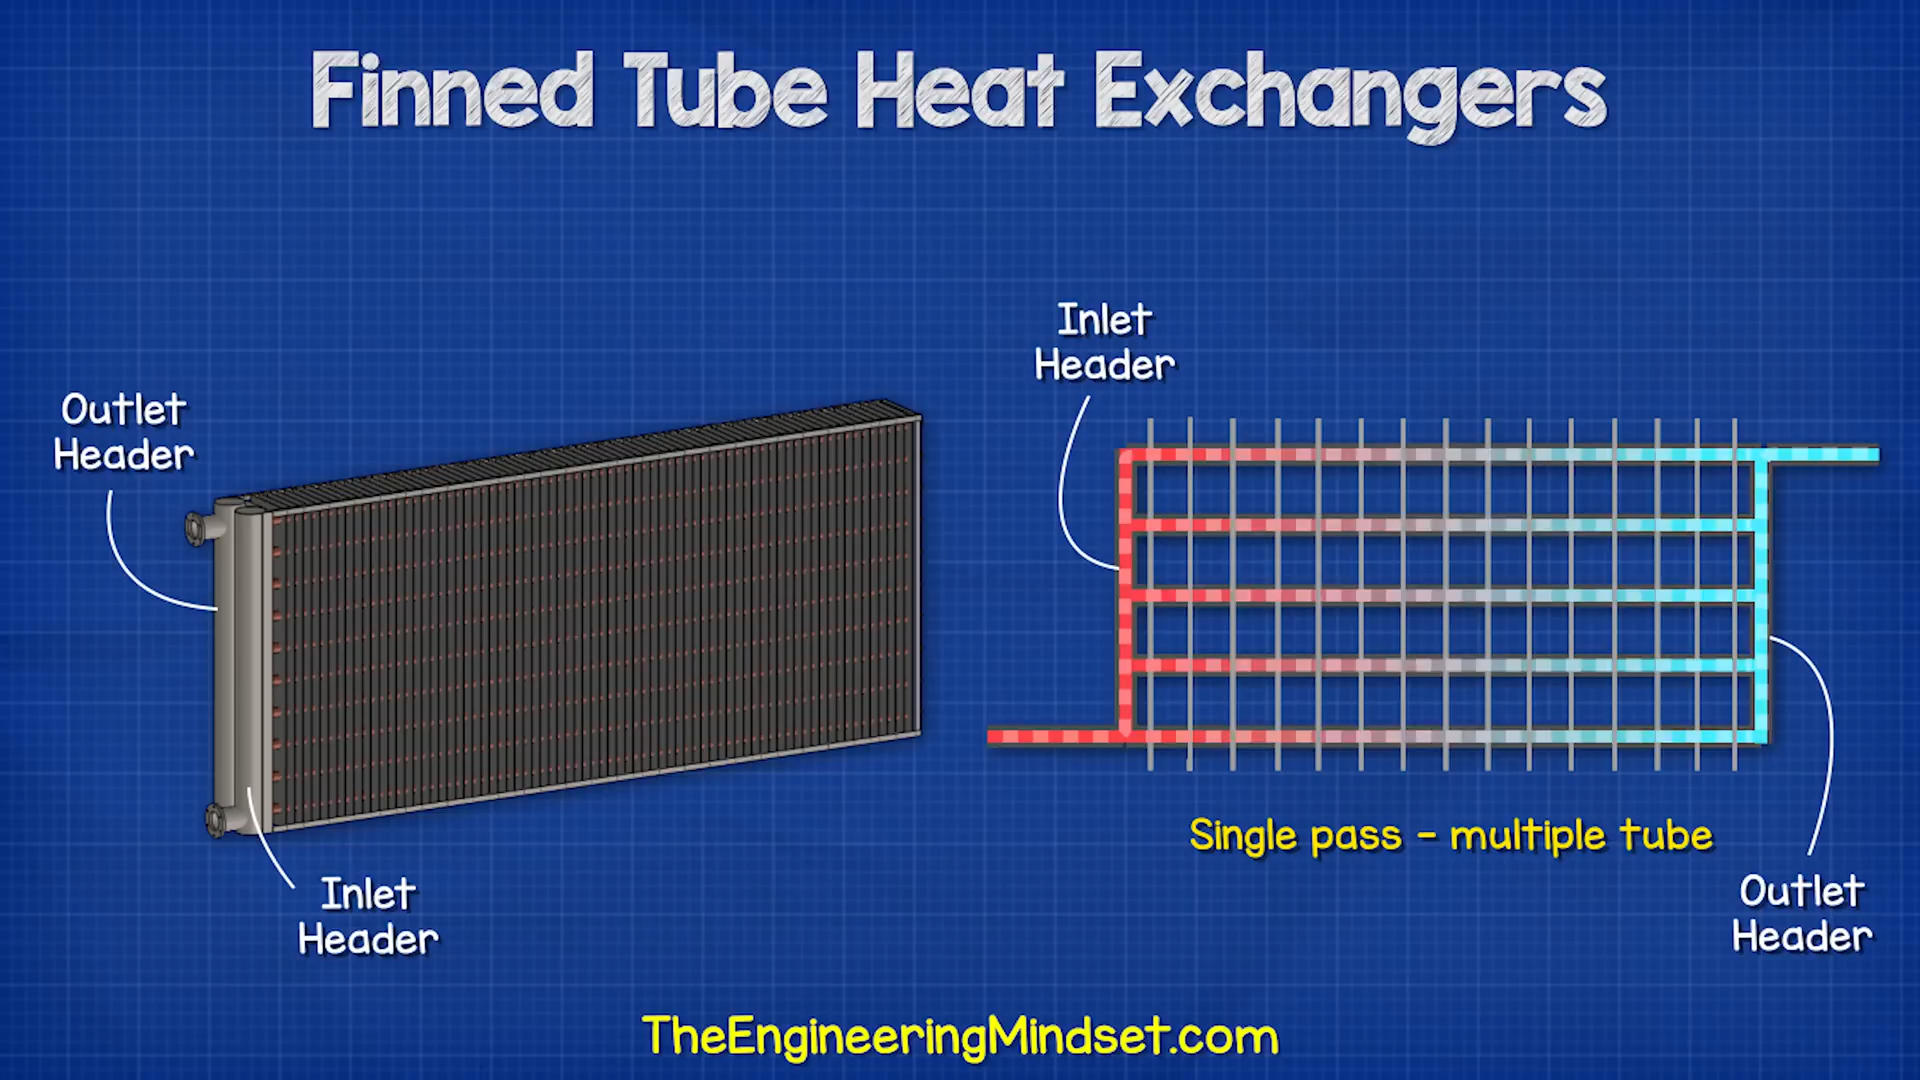 Finned Tube Heat Exchangers
Outlet
Header
Inlet
Header
Inlet
Header
Single pass - multiple tube
Outlet
Header
TheEngineeringMindset.com